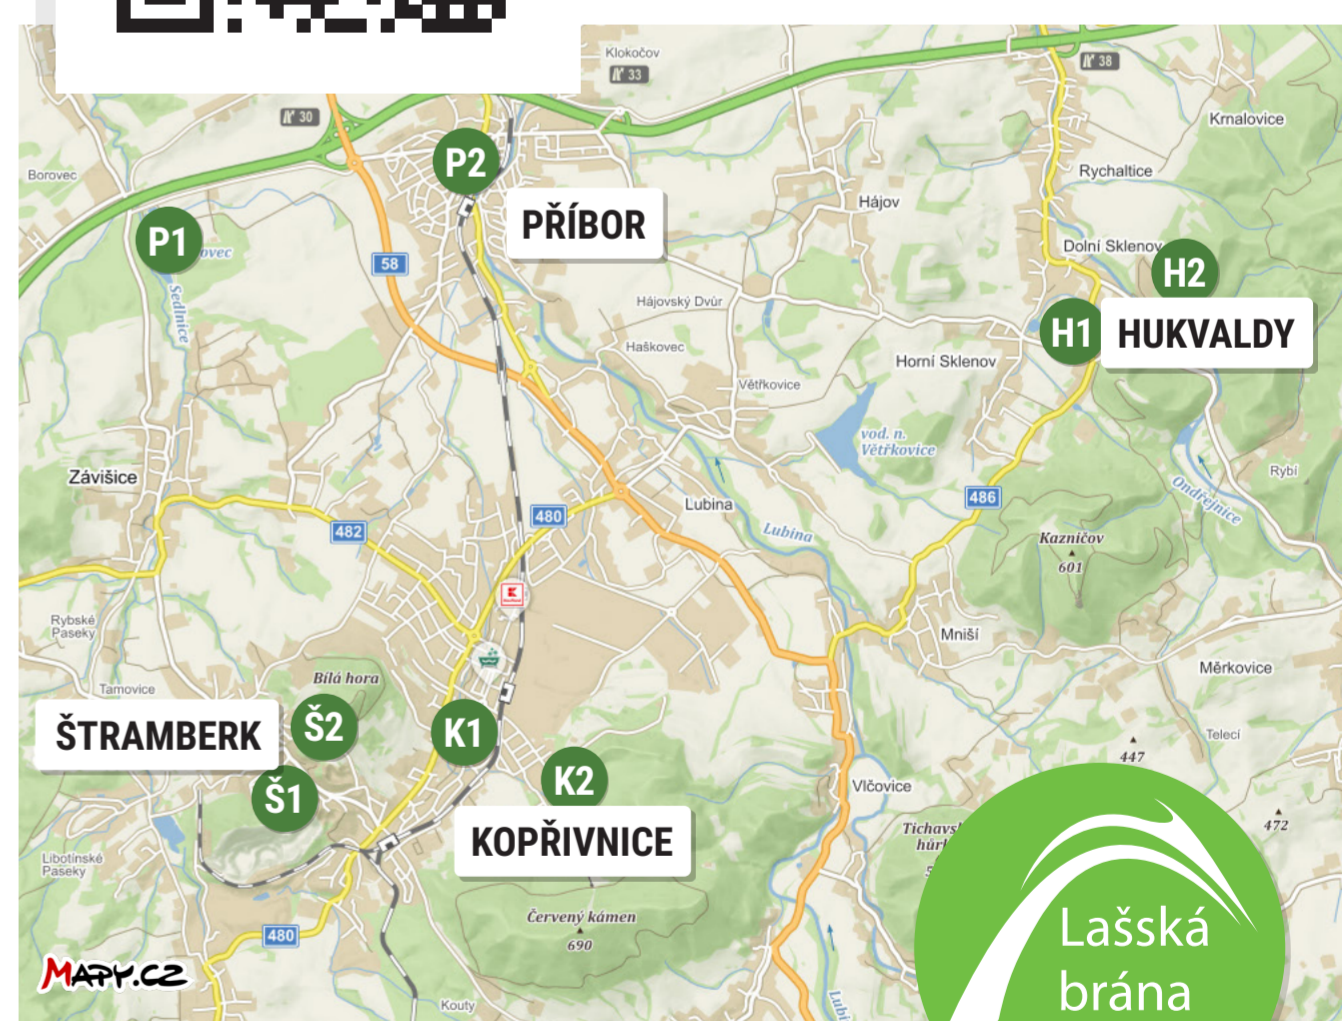 Klokočov
33
38
30
Krnalovice
P2
Borovec
Rychaltice
Hájov
PŘÍBOR
P1
Dolní Sklenov
58
H2
Sedlnice
Hájovský Dvůr
H1
HUKVALDY
Haškovec
Horní Sklenov
Větřkovice
vod. n.
Větřkovice
Závišice
Rybí
486
Ondřejnice
480
Lubina
482
Lubina
Kazničov
601
Rybské
Paseky
Mniší
Měrkovice
Bílá hora
Tamovice
ŠTRAMBERK
Š2
K1
Telecí
447
K2
Vlčovice
Š1
472
KOPŘIVNICE
Libotínské
Paseky
Červený kámen
690
480
Lašská
brána
MAPY.CZ
Kouty